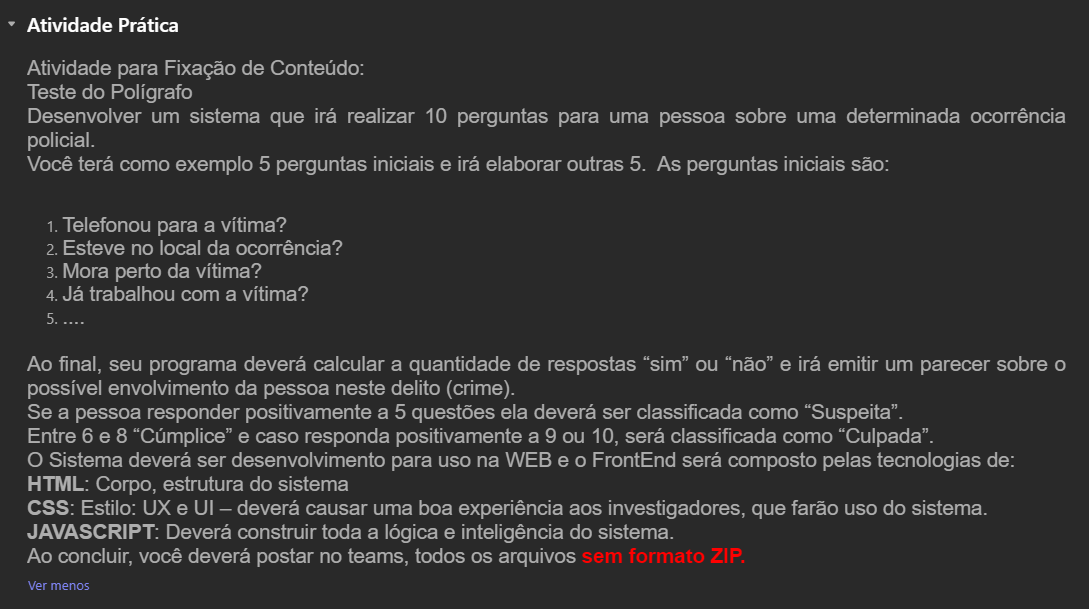 Atividade Prática
Atividade para Fixação de Conteúdo:
Teste do Polígrafo
Desenvolver um sistema que irá realizar 10 perguntas para uma pessoa sobre uma determinada ocorrência
policial.
Você terá como exemplo 5 perguntas iniciais e irá elaborar outras 5. As perguntas iniciais são:
1. Telefonou para a vítima?
2. Esteve no local da ocorrência?
3. Mora perto da vítima?
4. Já trabalhou com a vítima?
5. ....
Ao final, seu programa deverá calcular a quantidade de respostas “sim” ou “não” e irá emitir um parecer sobre o
possível envolvimento da pessoa neste delito (crime).
Se a pessoa responder positivamente a 5 questões ela deverá ser classificada como “Suspeita”.
Entre 6 e 8 “Cúmplice” e caso responda positivamente a 9 ou 10, será classificada como “Culpada”.
O Sistema deverá ser desenvolvimento para uso na WEB e o FrontEnd será composto pelas tecnologias de:
HTML: Corpo, estrutura do sistema
CSS: Estilo: UX e UI – deverá causar uma boa experiência aos investigadores, que farão uso do sistema.
JAVASCRIPT: Deverá construir toda a lógica e inteligência do sistema.
Ao concluir, você deverá postar no teams, todos os arquivos sem formato ZIP.
Ver menos